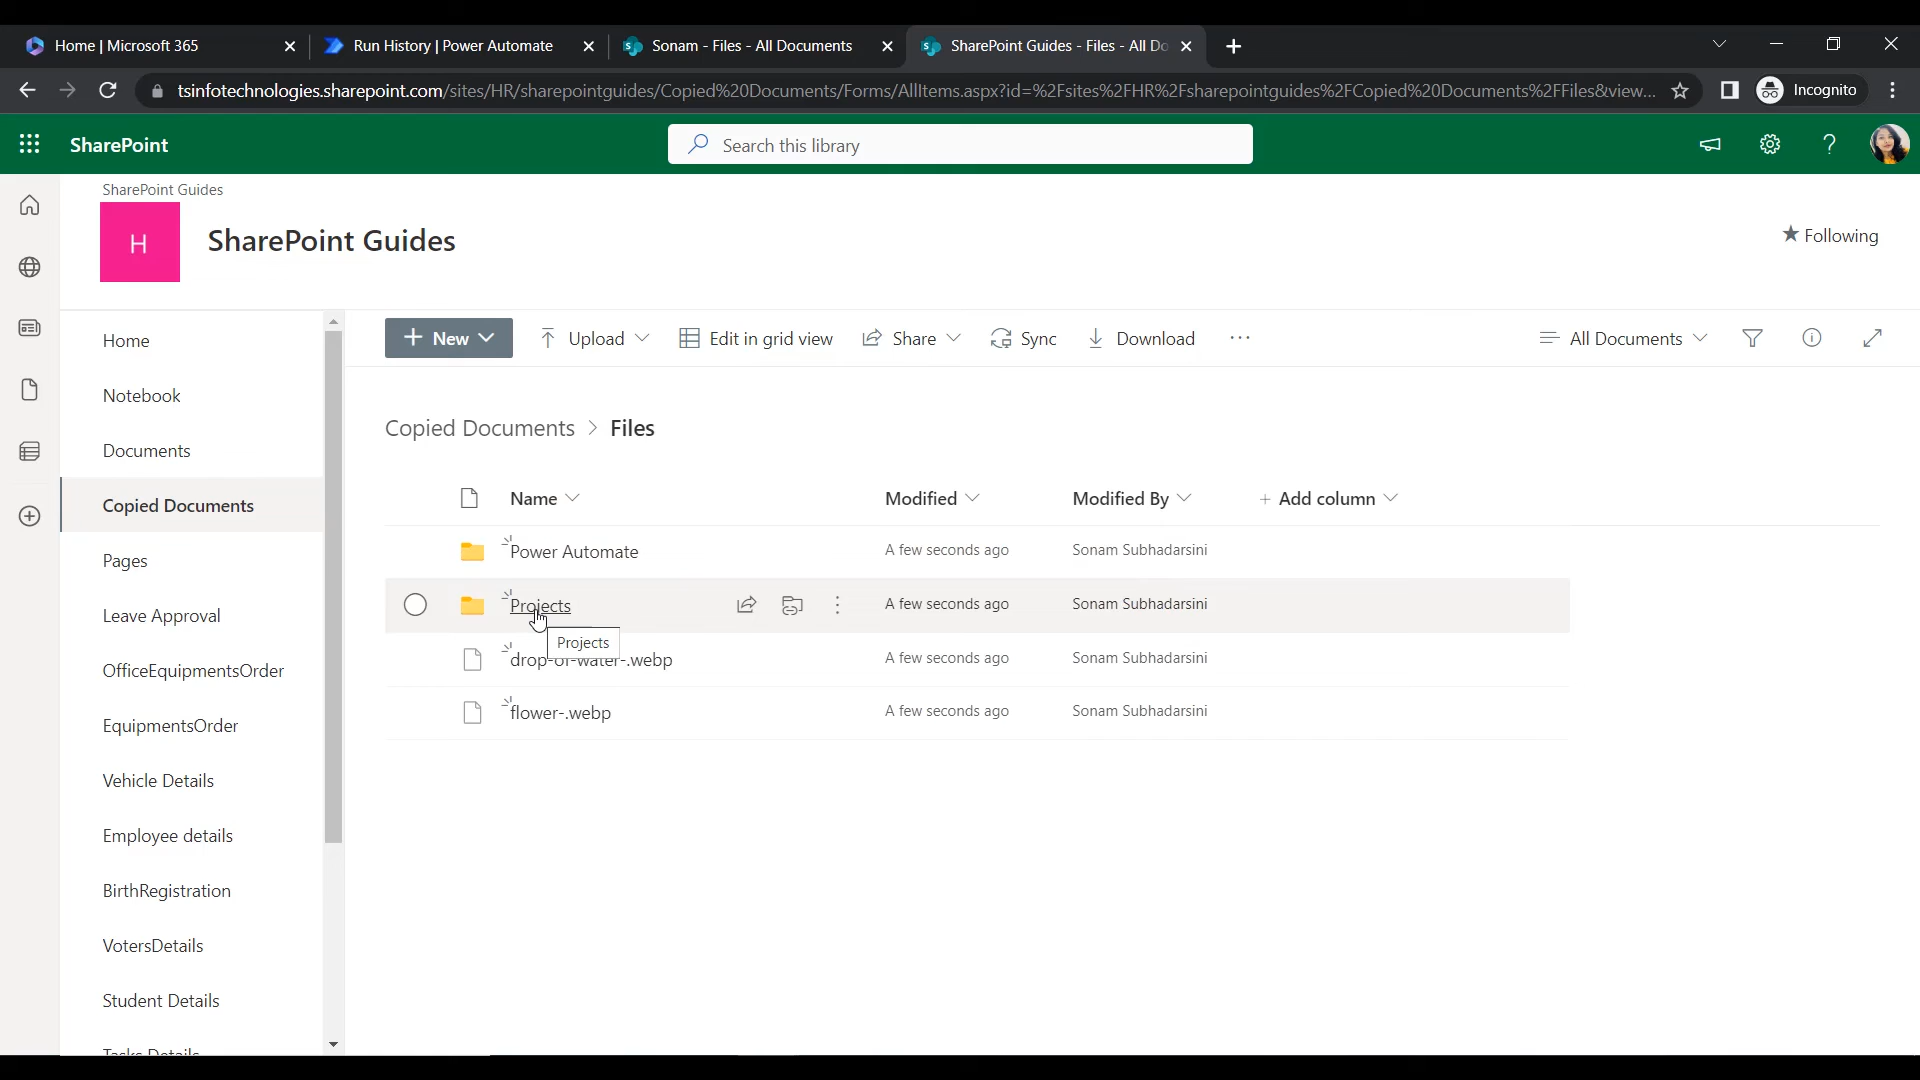 Home | Microsoft 365
Run History | Power Automate
Sonam - Files - All Documents
SharePoint Guides - Files - All Do
tsinfotechnologies.sharepoint.com/sites/HR/sharepointguides/Copied%20Documents/Forms/AllItems.aspx?id=%2Fsites%2FHR%2Fsharepointguides%2FCopied%20Documents%2FFiles&view...
Incognito
SharePoint
Search this library
SharePoint Guides
H
SharePoint Guides
Following
Home
Notebook
Documents
Copied Documents
Pages
Leave Approval
OfficeEquipmentsOrder
EquipmentsOrder
Vehicle Details
Employee details
BirthRegistration
VotersDetails
Student Details
Tasks Details
New
Upload
Edit in grid view
Share
Sync
Download
All Documents
Copied Documents > Files
Name Modified Modified By + Add column
Power Automate A few seconds ago Sonam Subhadarsini
Projects A few seconds ago Sonam Subhadarsini
Projects
drop-of-water-.webp A few seconds ago Sonam Subhadarsini
flower-.webp A few seconds ago Sonam Subhadarsini